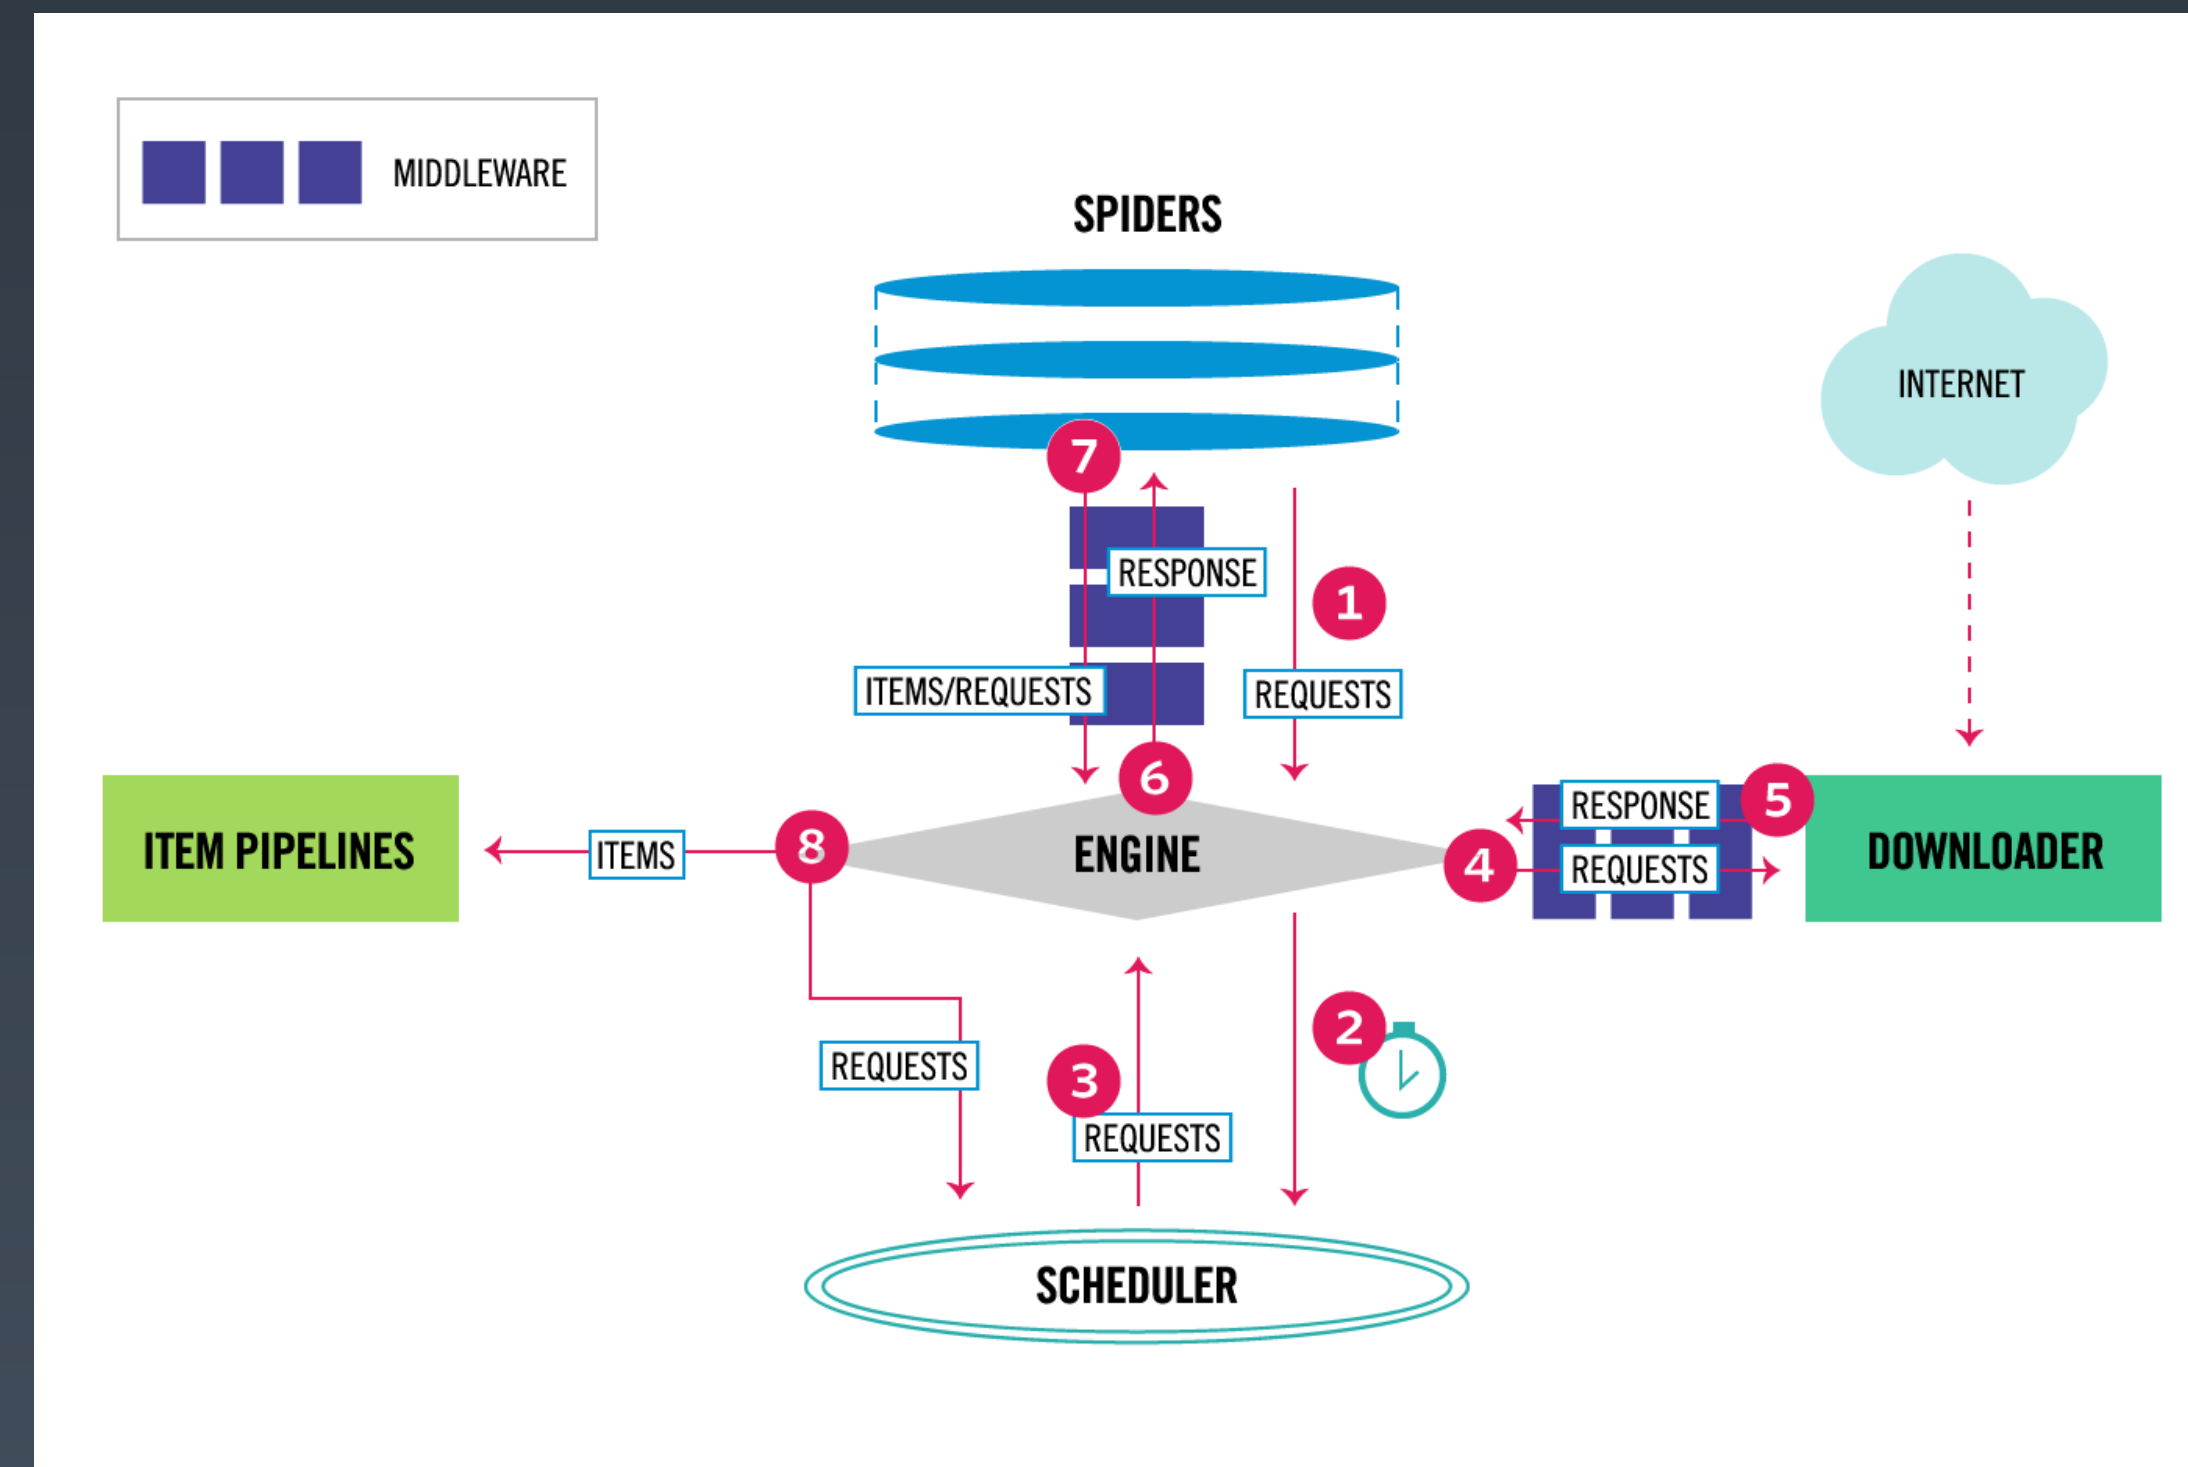 MIDDLEWARE
SPIDERS
INTERNET
7
RESPONSE
1
ITEMS/REQUESTS
REQUESTS
6
5
RESPONSE
ITEM PIPELINES
ITEMS
8
ENGINE
4
REQUESTS
DOWNLOADER
2
REQUESTS
3
REQUESTS
SCHEDULER